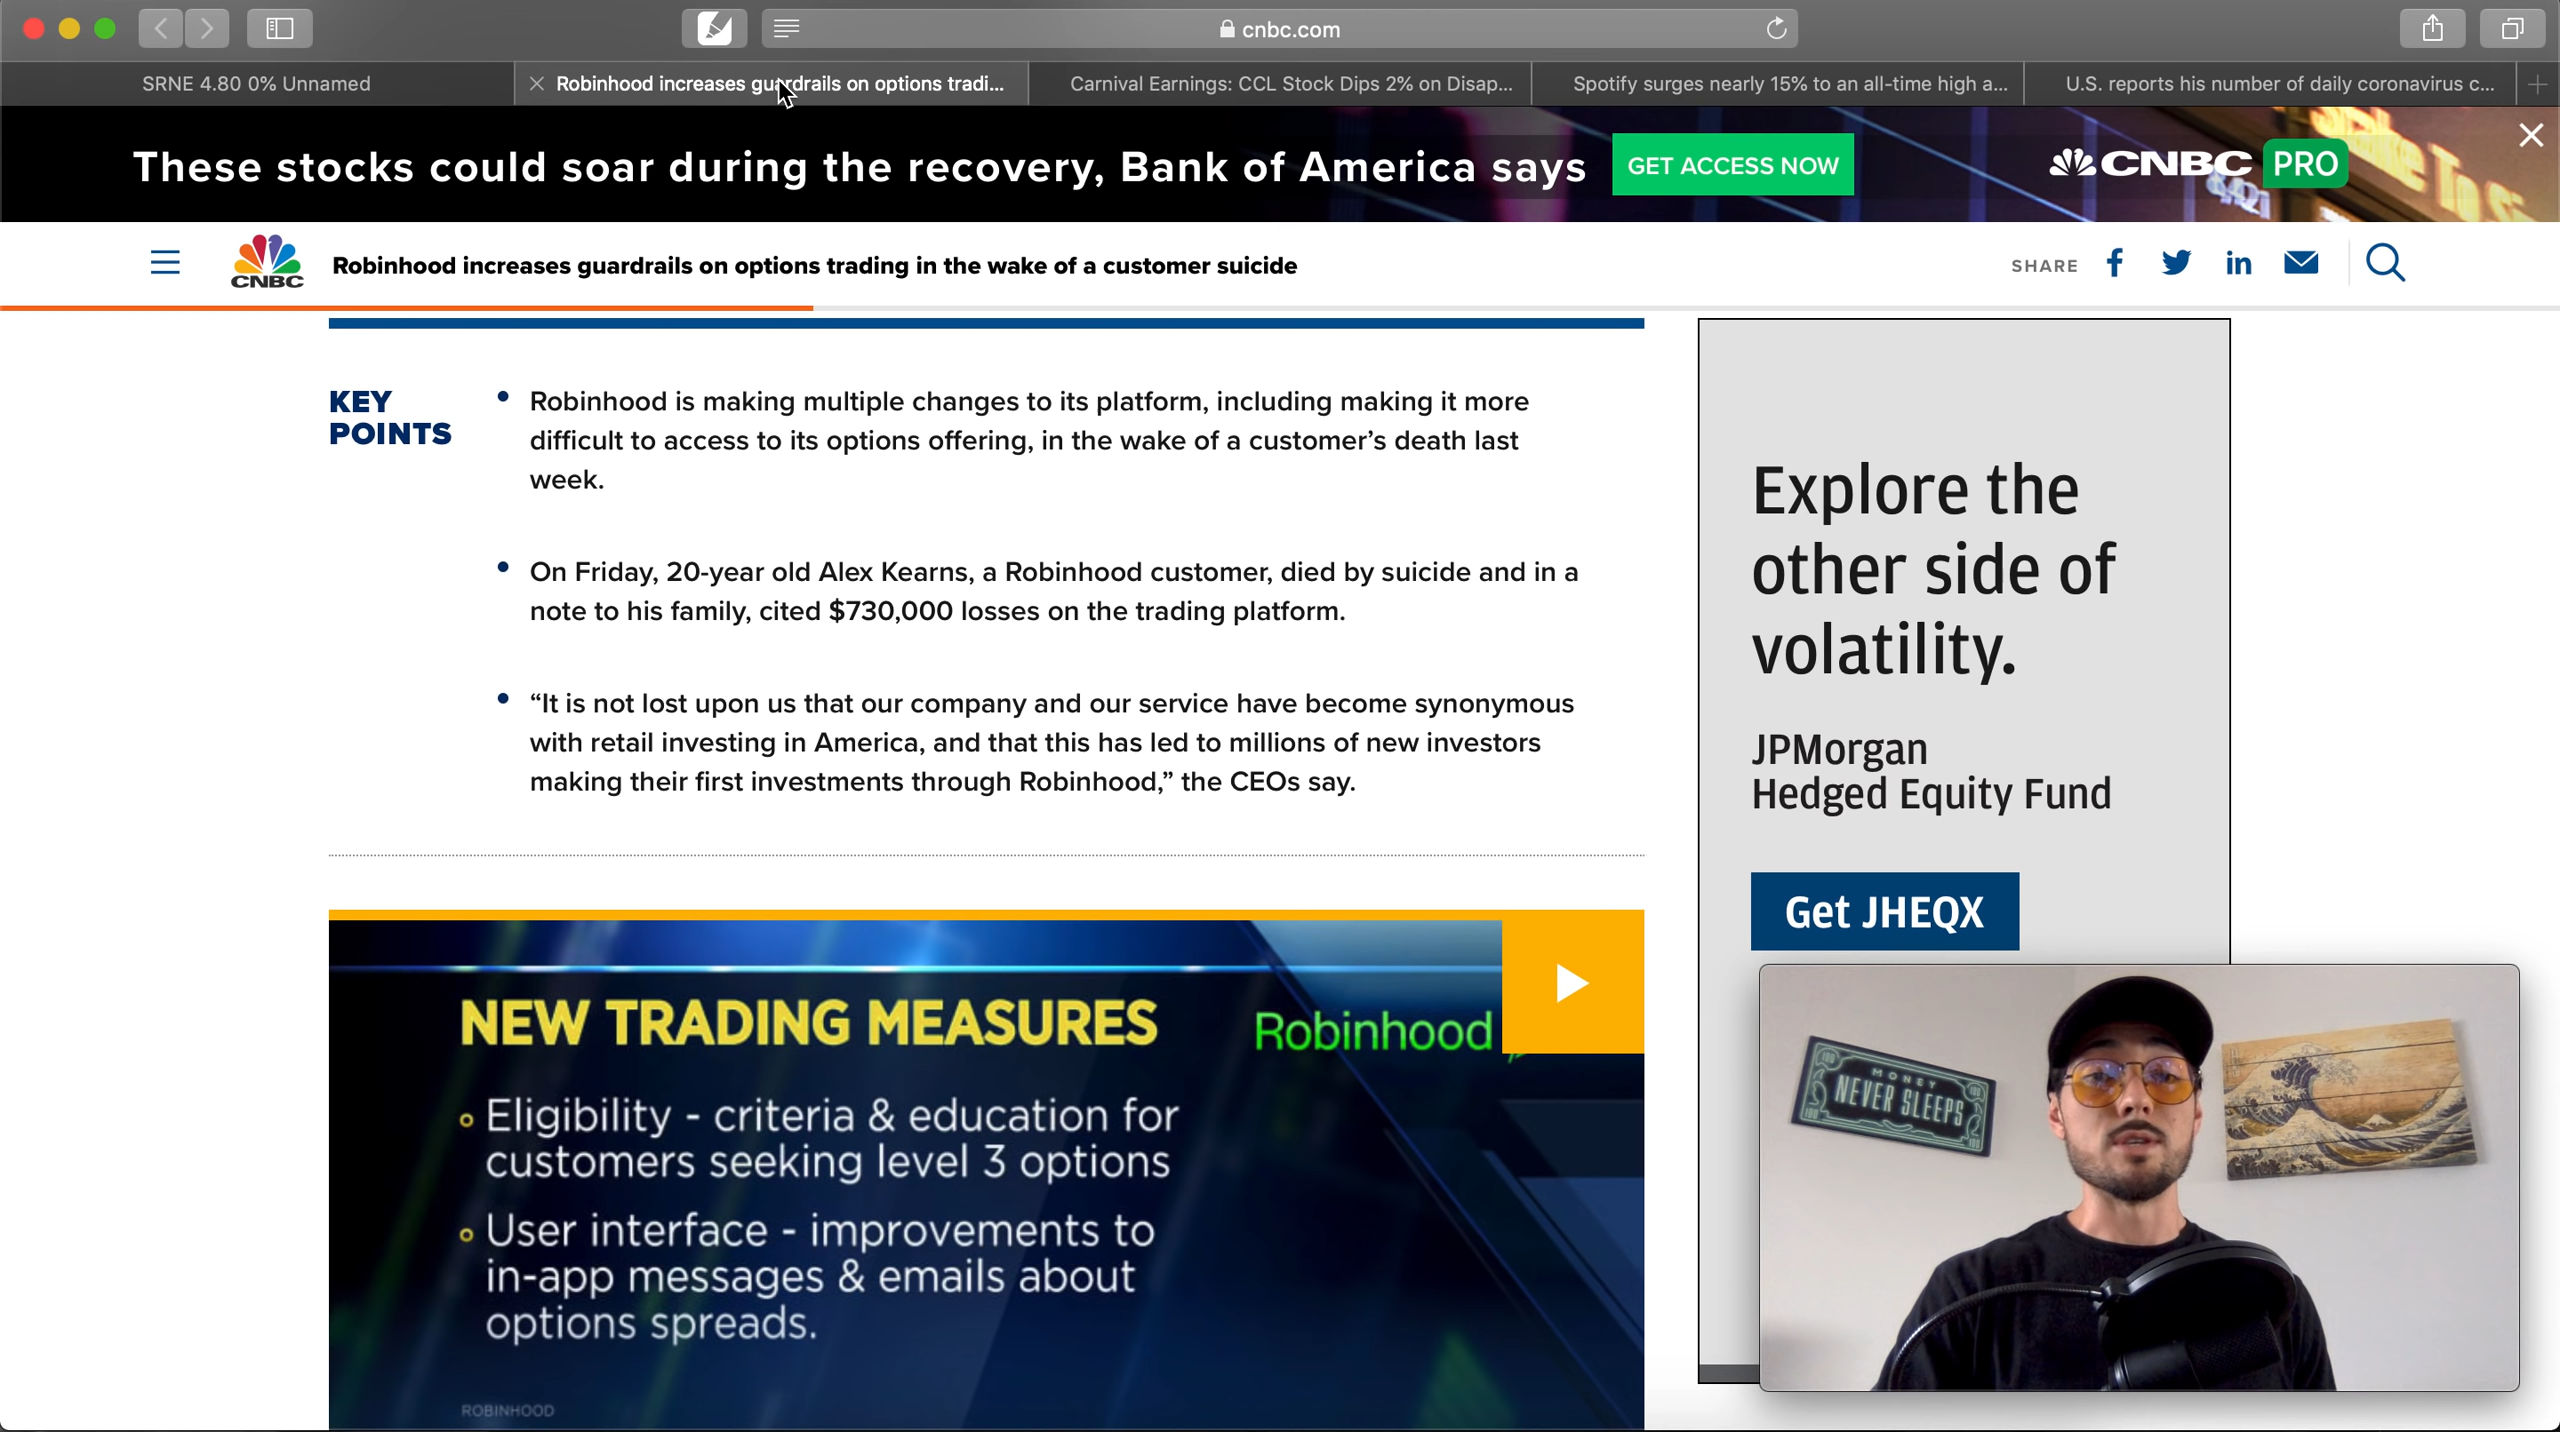 cnbc.com
SRNE 4.80 0% Unnamed
Robinhood increases guardrails on options tradi...
Carnival Earnings: CCL Stock Dips 2% on Disap...
Spotify surges nearly 15% to an all-time high a...
U.S. reports his number of daily coronavirus c...
These stocks could soar during the recovery, Bank of America says
GET ACCESS NOW
CNBC PRO
CNBC
Robinhood increases guardrails on options trading in the wake of a customer suicide
SHARE
KEY
POINTS
Robinhood is making multiple changes to its platform, including making it more
difficult to access to its options offering, in the wake of a customer’s death last
week.
On Friday, 20-year old Alex Kearns, a Robinhood customer, died by suicide and in a
note to his family, cited $730,000 losses on the trading platform.
“It is not lost upon us that our company and our service have become synonymous
with retail investing in America, and that this has led to millions of new investors
making their first investments through Robinhood,” the CEOs say.
Explore the
other side of
volatility.
JPMorgan
Hedged Equity Fund
Get JHEQX
NEW TRADING MEASURES
Robinhood
Eligibility - criteria & education for
customers seeking level 3 options
User interface - improvements to
in-app messages & emails about
options spreads.
ROBINHOOD
100
100
MONEY
NEVER SLEEPS
100
100